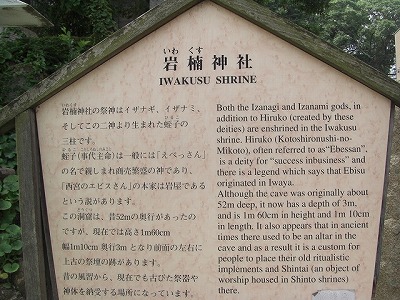 いわ くす
岩楠神社
IWAKUSU SHRINE
いわくす
岩楠神社の祭神はイザナギ、イザナミ、
そしてこの二神より生まれた蛭子の
三柱です。
蛭子(事代主命)は一般には「えべっさん」
の名で親しまれ、商売繁盛の神であり、
「西宮のエビスさん」の本家は岩屋である
という説があります。
この洞窟は、昔52mの奥行があったの
ですが、現在では高さ1m60cm
幅1m10cm奥行3mとなり前面の左右に
上古の祭壇の跡があります。
昔の風習から、現在でも古びた祭器や
神体を納受する場所になっています。
Both the Izanagi and Izanami gods, in
addition to Hiruko (created by these
deities) are enshrined in the Iwakusu
shrine. Hiruko (Kotoshironushi-no-
Mikoto), often referred to as"Ebessan",
is a deity for "success inbusiness" and
there is a legend which says that Ebisu
originated in Iwaya.
Although the cave was originally about
52m deep, it now has a depth of 3m,
and is 1m 60cm in height and 1m 10cm
in length. It also appears that in ancient
times there used to be an altar in the
cave and as a result it is a custom for
people to place their old ritualistic
implements and Shintai (an object of
worship housed in Shinto shrines)
there.